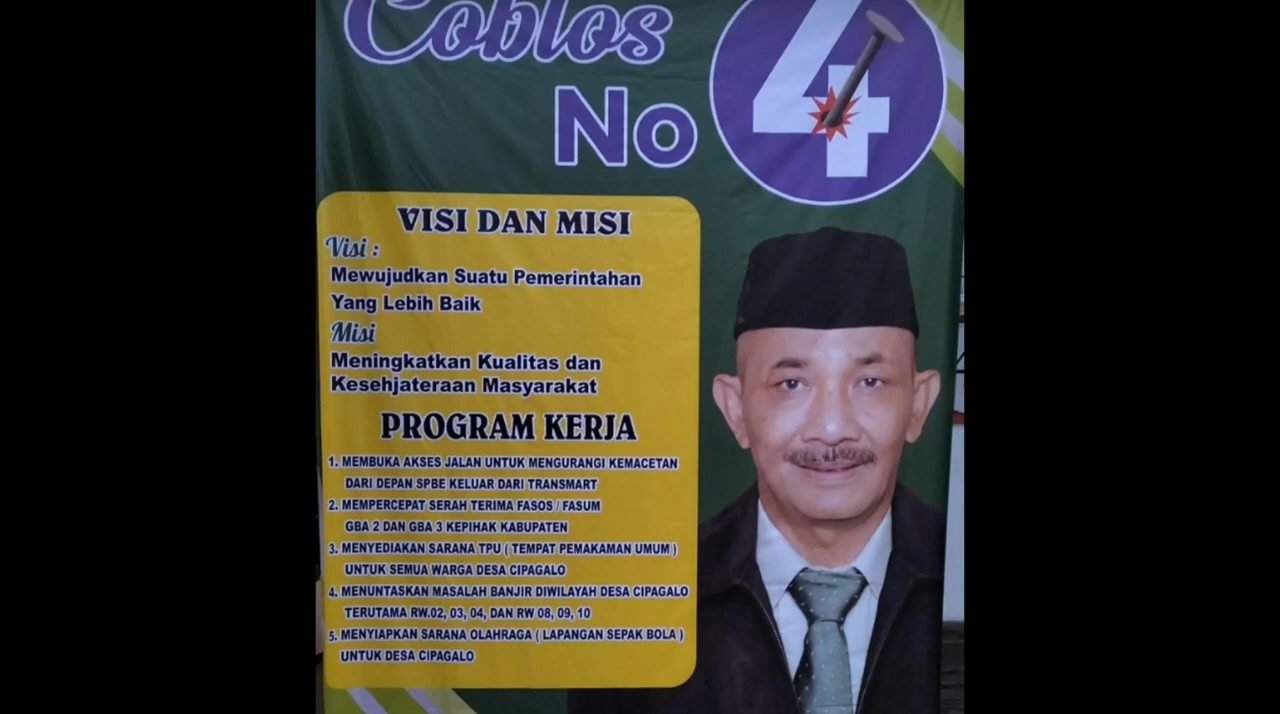 Coblos
No 4
VISI DAN MISI
Visi :
Mewujudkan Suatu Pemerintahan
Yang Lebih Baik
Misi
Meningkatkan Kualitas dan
Kesehjateraan Masyarakat
PROGRAM KERJA
1. MEMBUKA AKSES JALAN UNTUK MENGURANGI KEMACETAN
DARI DEPAN SPBE KELUAR DARI TRANSMART
2. MEMPERCEPAT SERAH TERIMA FASOS / FASUM
GBA 2 DAN GBA 3 KEPIHAK KABUPATEN
3. MENYEDIAKAN SARANA TPU ( TEMPAT PEMAKAMAN UMUM )
UNTUK SEMUA WARGA DESA CIPAGALO
4. MENUNTASKAN MASALAH BANJIR DIWILAYAH DESA CIPAGALO
TERUTAMA RW.02, 03, 04, DAN RW 08, 09, 10
5. MENYIAPKAN SARANA OLAHRAGA ( LAPANGAN SEPAK BOLA )
UNTUK DESA CIPAGALO